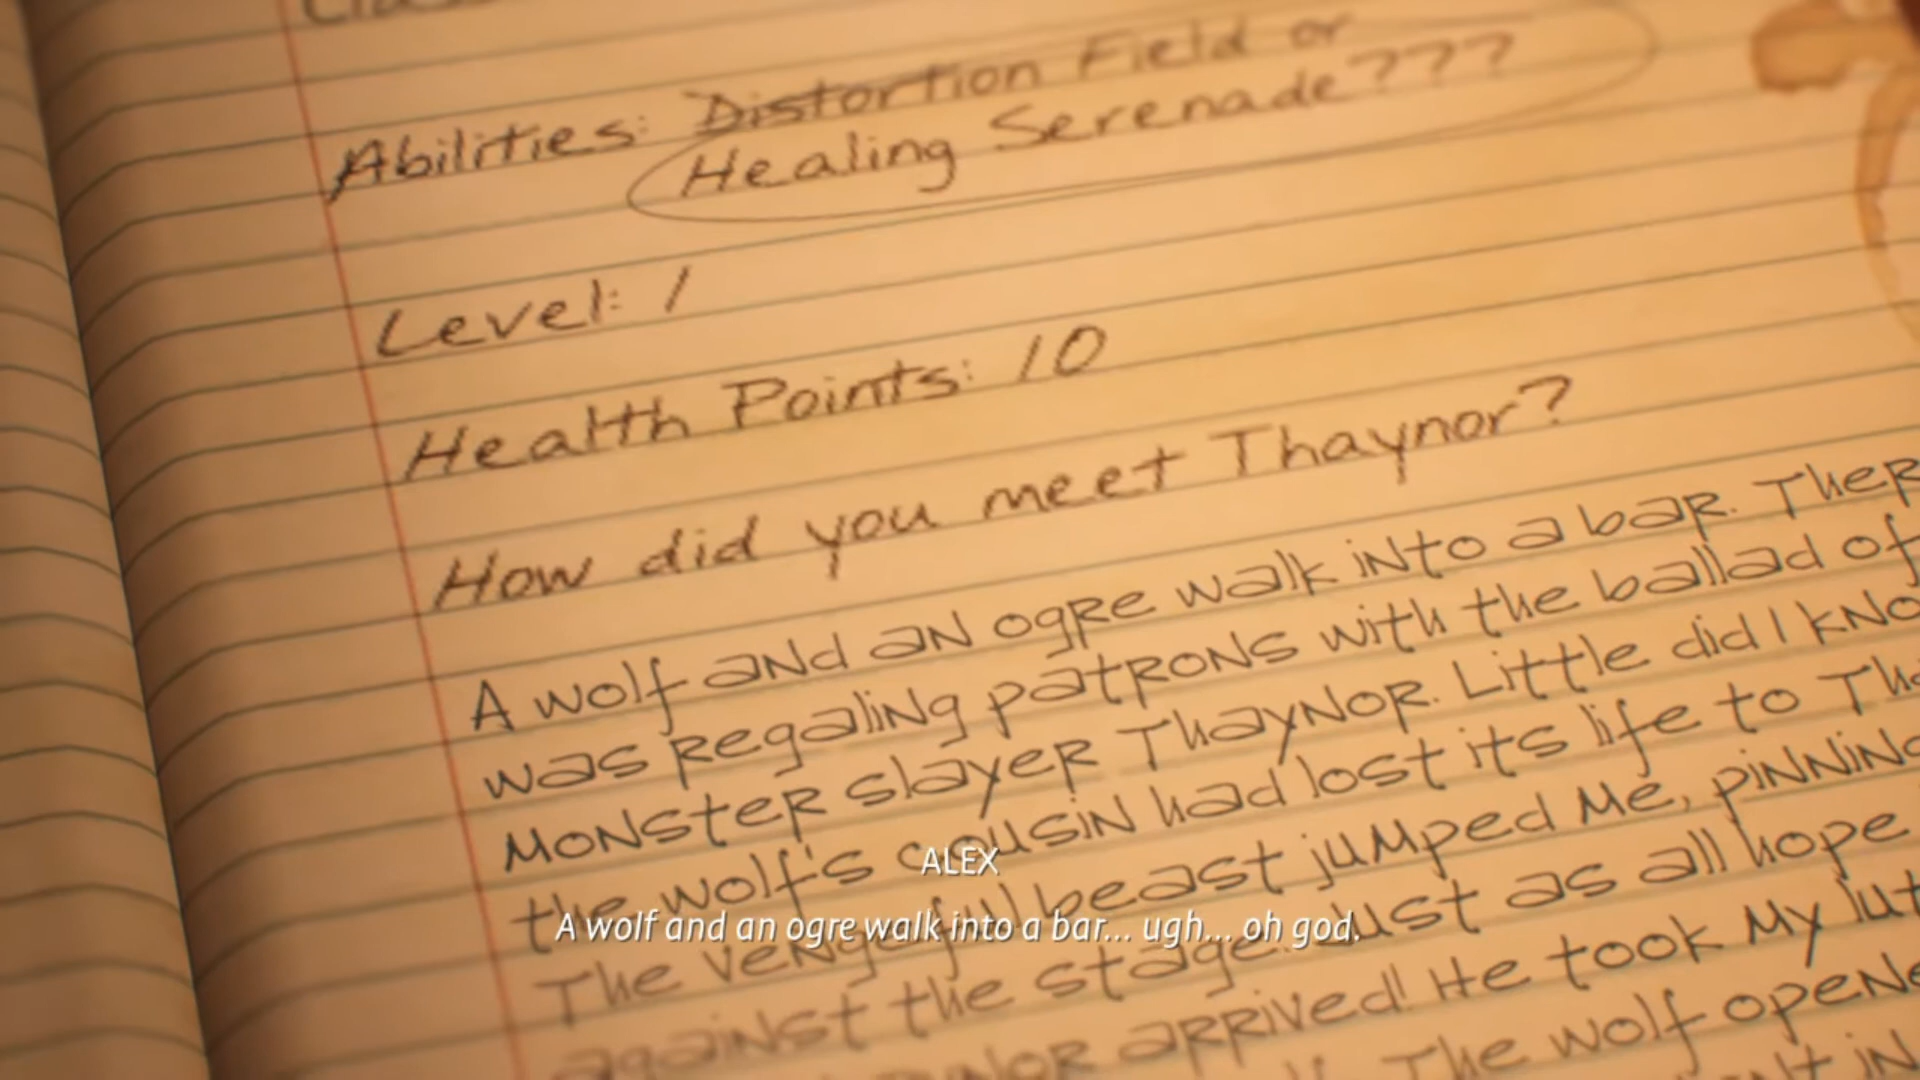 Abilities: Distortion Field or
Healing Serenade???
Level: 1
Health Points: 10
How did you meet Thaynor?
A wolf and an ogre walk into a bar. Ther
was regaling patrons with the ballad of
monster slayer Thaynor. Little did I kno
the wolf's cousin had lost its life to Tha
The vengeful beast jumped me, pinning
against the stage. Just as all hope
arrived! He took my lut
The wolf opene
ALEX
A wolf and an ogre walk into a bar... ugh... oh god.